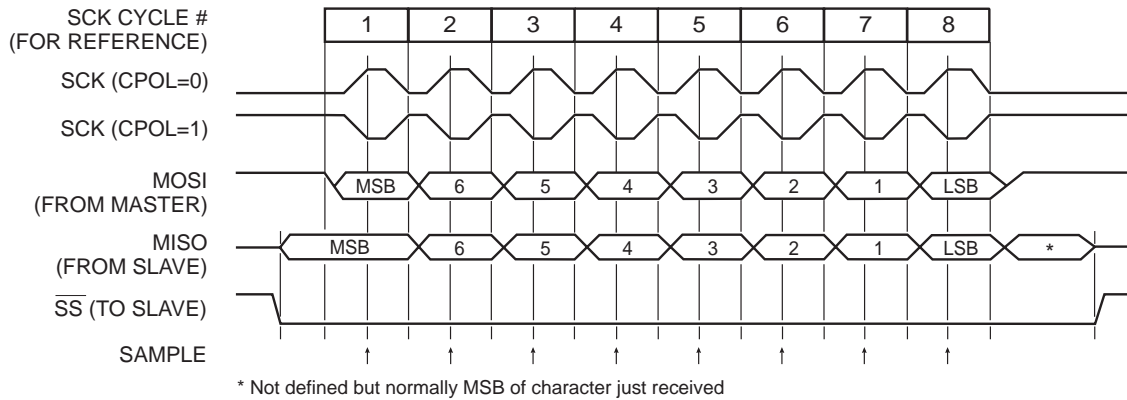 SCK CYCLE #
(FOR REFERENCE)
1 2 3 4 5 6 7 8
SCK (CPOL=0)
SCK (CPOL=1)
MOSI
(FROM MASTER)
MSB 6 5 4 3 2 1 LSB
MISO
(FROM SLAVE)
MSB 6 5 4 3 2 1 LSB *
S̅S̅ (TO SLAVE)
SAMPLE
* Not defined but normally MSB of character just received